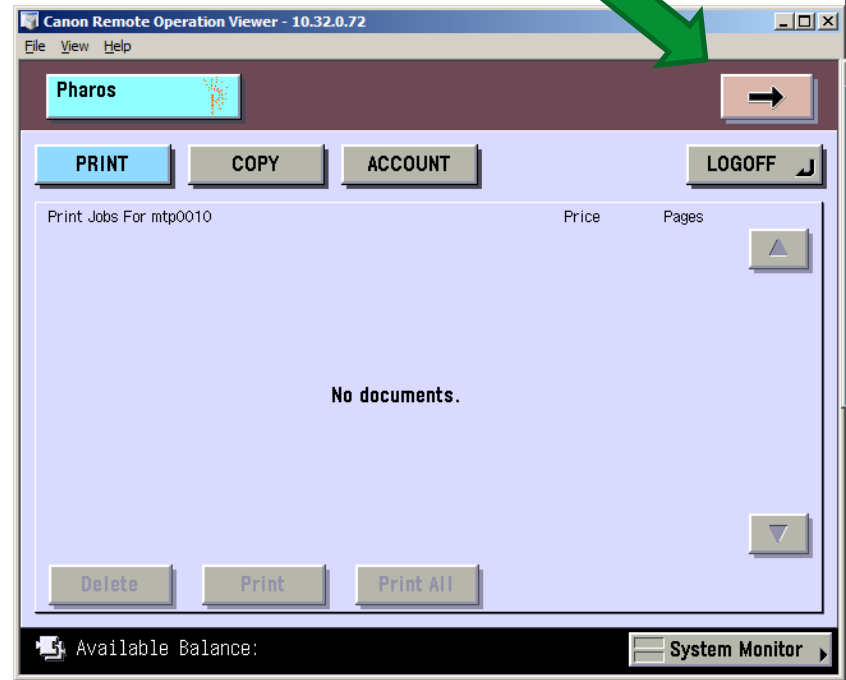 Canon Remote Operation Viewer - 10.32.0.72
File View Help
Pharos
PRINT COPY ACCOUNT LOGOFF
Print Jobs For mtp0010 Price Pages
No documents.
Delete Print Print All
Available Balance: System Monitor